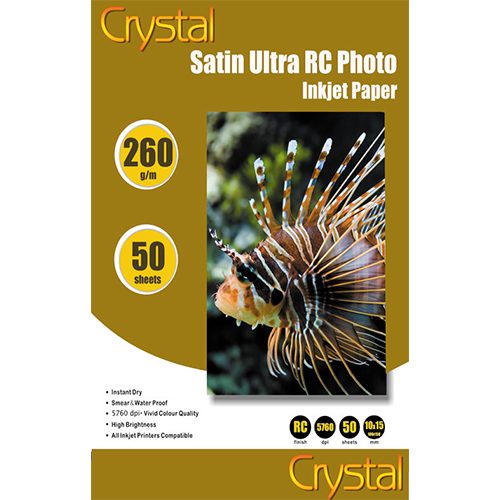 Crystal
Satin Ultra RC Photo
Inkjet Paper
260
g/m
50
sheets
• Instant Dry
• Smear&Water Proof
• 5760 dpi• Vivid Colour Quality
• High Brightness
• All Inkjet Printers Compatible
RC
finish
5760
dpi
50
sheets
10x15
mm
Crystal